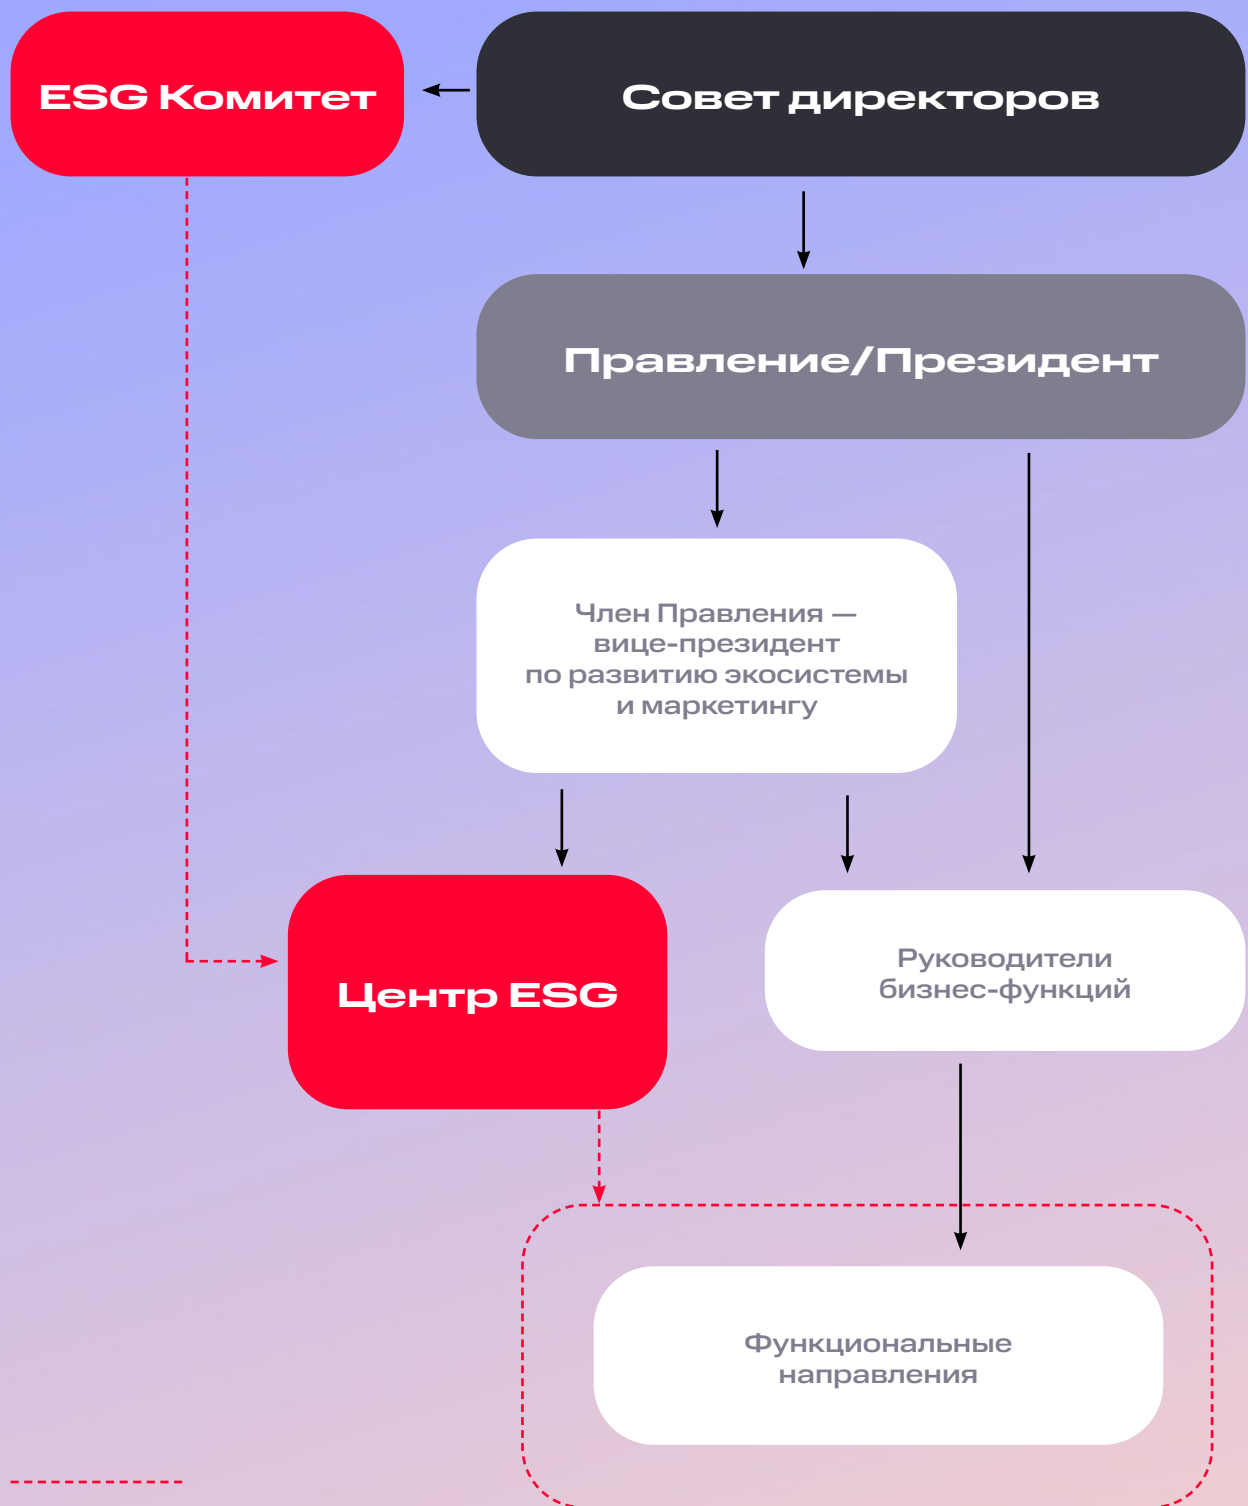 ESG Комитет
Совет директоров
Правление/Президент
Член Правления —
вице-президент
по развитию экосистемы
и маркетингу
Центр ESG
Руководители
бизнес-функций
Функциональные
направления